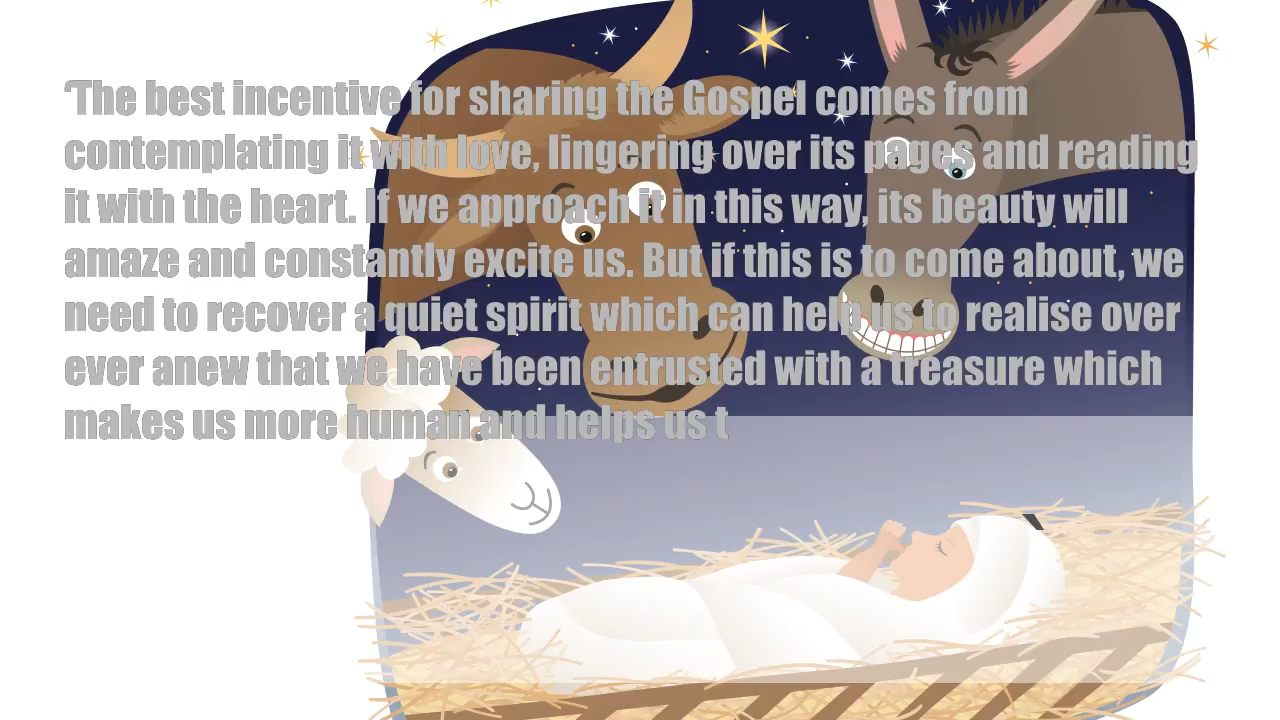 ‘The best incentive for sharing the Gospel comes from
contemplating it with love, lingering over its pages and reading
it with the heart. If we approach it in this way, its beauty will
amaze and constantly excite us. But if this is to come about, we
need to recover a quiet spirit which can help us to realise over
ever anew that we have been entrusted with a treasure which
makes us more human and helps us t